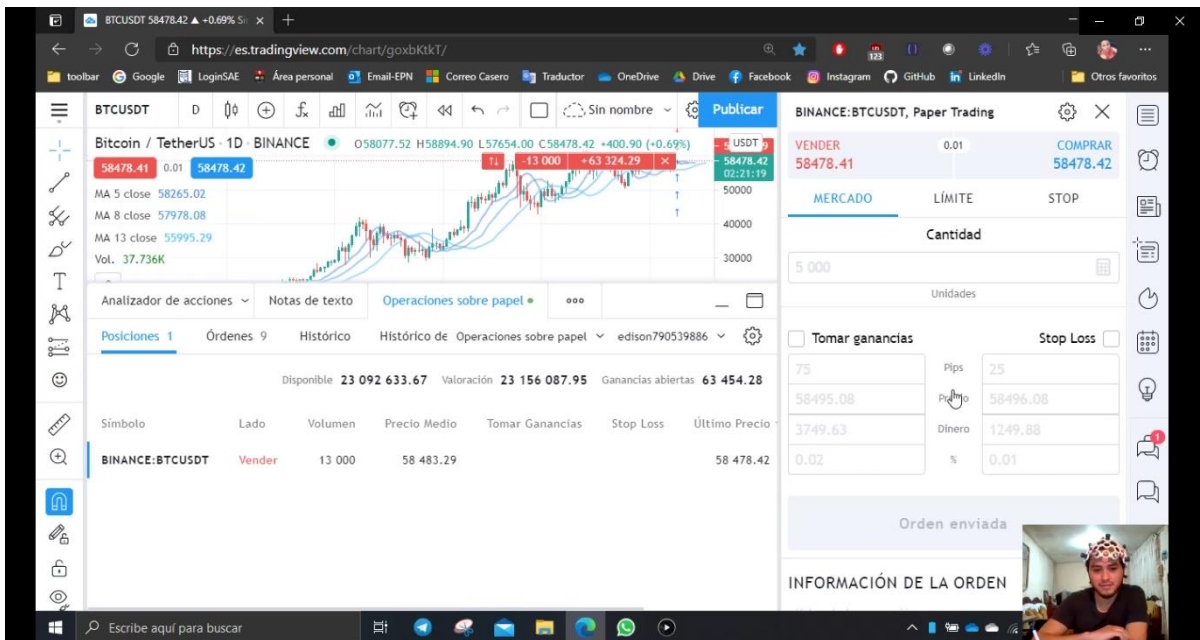 BTCUSDT 58478.42 ▲ +0.69% Sin
https://es.tradingview.com/chart/goxbKtkT/
123
toolbar Google LoginSAE Área personal Email-EPN Correo Casero Traductor OneDrive Drive Facebook Instagram GitHub LinkedIn Otros favoritos
BTCUSDT D Sin nombre Publicar
BINANCE:BTCUSDT, Paper Trading
Bitcoin / TetherUS · 1D · BINANCE O58077.52 H58894.90 L57654.00 C58478.42 +400.90 (+0.69%) USDT
58478.41 0.01 58478.42
-13 000 +63 324.29
58478.42
02:21:19
MA 5 close 58265.02
50000
MA 8 close 57978.08
40000
MA 13 close 55995.29
Vol. 37.736K
30000
VENDER 0.01 COMPRAR
58478.41 58478.42
MERCADO LÍMITE STOP
Cantidad
5 000
Unidades
Tomar ganancias Stop Loss
75 Pips 25
58495.08 58496.08
3749.63 Dinero 1249.88
0.02 % 0.01
Orden enviada
INFORMACIÓN DE LA ORDEN
Analizador de acciones Notas de texto Operaciones sobre papel
Posiciones 1 Órdenes 9 Histórico Histórico de Operaciones sobre papel edison790539886
Disponible 23 092 633.67 Valoración 23 156 087.95 Ganancias abiertas 63 454.28
Símbolo Lado Volumen Precio Medio Tomar Ganancias Stop Loss Último Precio
BINANCE:BTCUSDT Vender 13 000 58 483.29 58 478.42
1
Escribe aquí para buscar